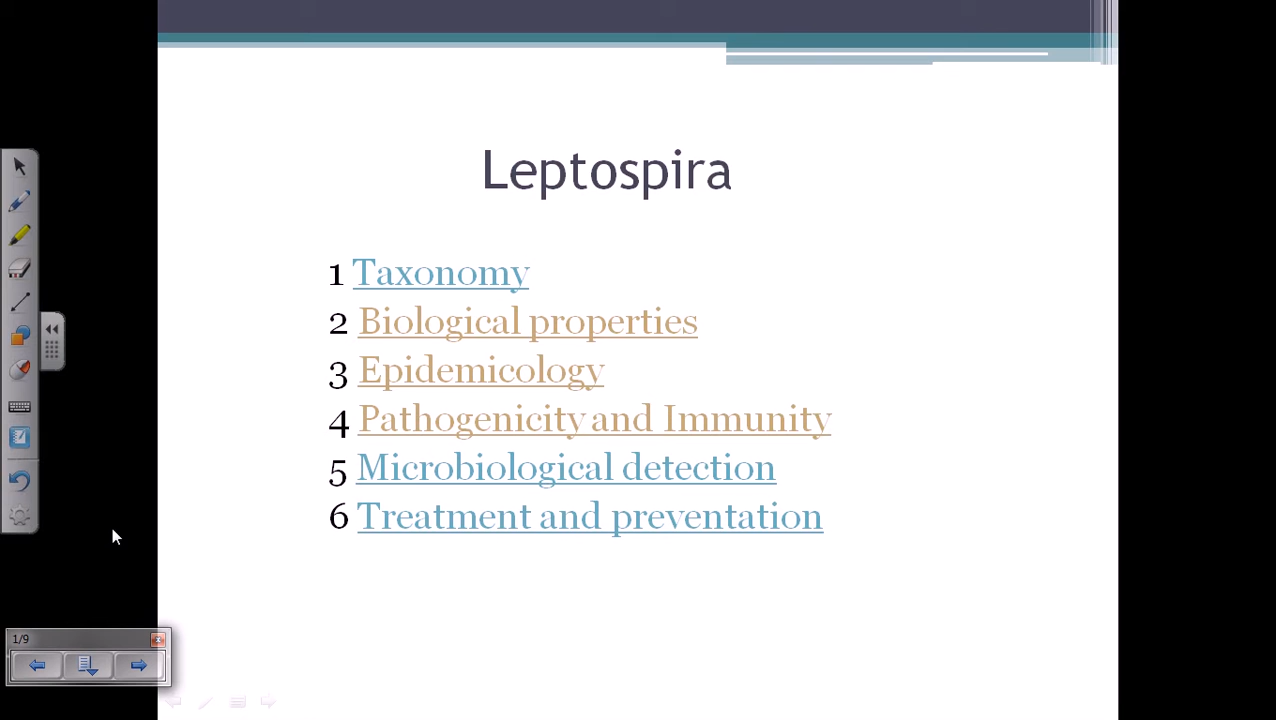 Leptospira
1 Taxonomy
2 Biological properties
3 Epidemicology
4 Pathogenicity and Immunity
5 Microbiological detection
6 Treatment and preventation
1/9